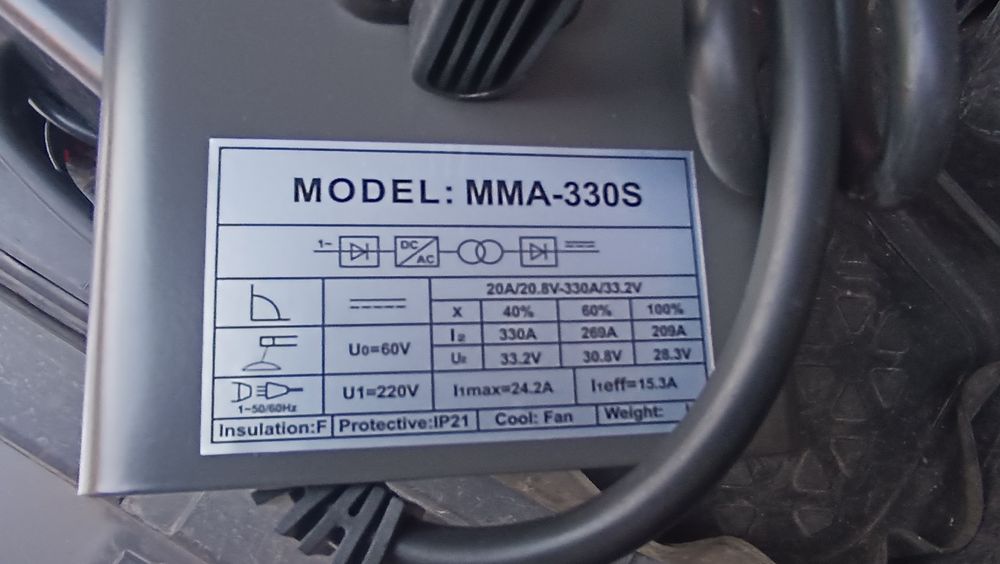 MODEL: MMA-330S
1~ DC AC
20A/20.8V-330A/33.2V
X 40% 60% 100%
I2 330A 269A 209A
U0=60V
U2 33.2V 30.8V 28.3V
1~50/60Hz U1=220V I1max=24.2A I1eff=15.3A
Insulation:F Protective:IP21 Cool: Fan Weight: